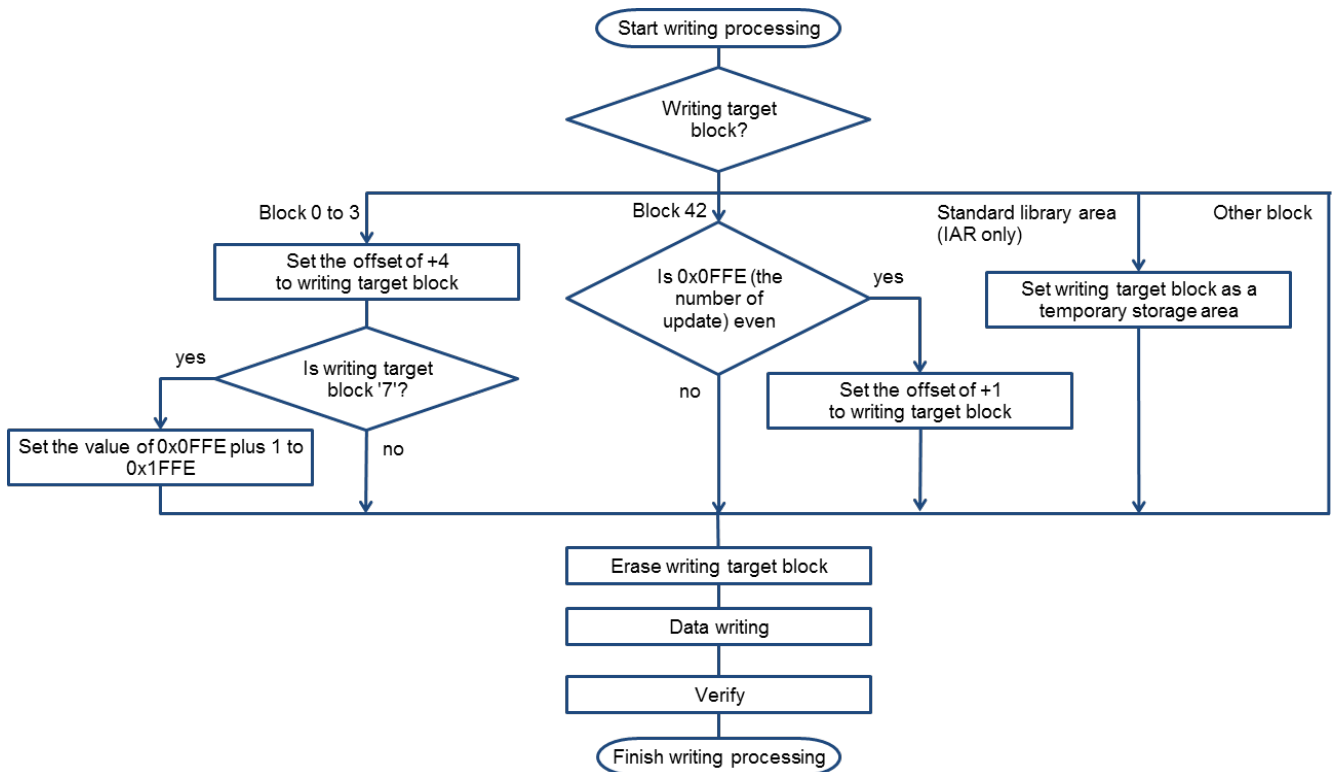 Start writing processing
Writing target
block?
Block 0 to 3
Block 42
Standard library area
(IAR only)
Other block
Set the offset of +4
to writing target block
Is 0x0FFE (the
number of
update) even
yes
Set writing target block as a
temporary storage area
yes
Is writing target
block '7'?
no
Set the offset of +1
to writing target block
Set the value of 0x0FFE plus 1 to
0x1FFE
no
Erase writing target block
Data writing
Verify
Finish writing processing